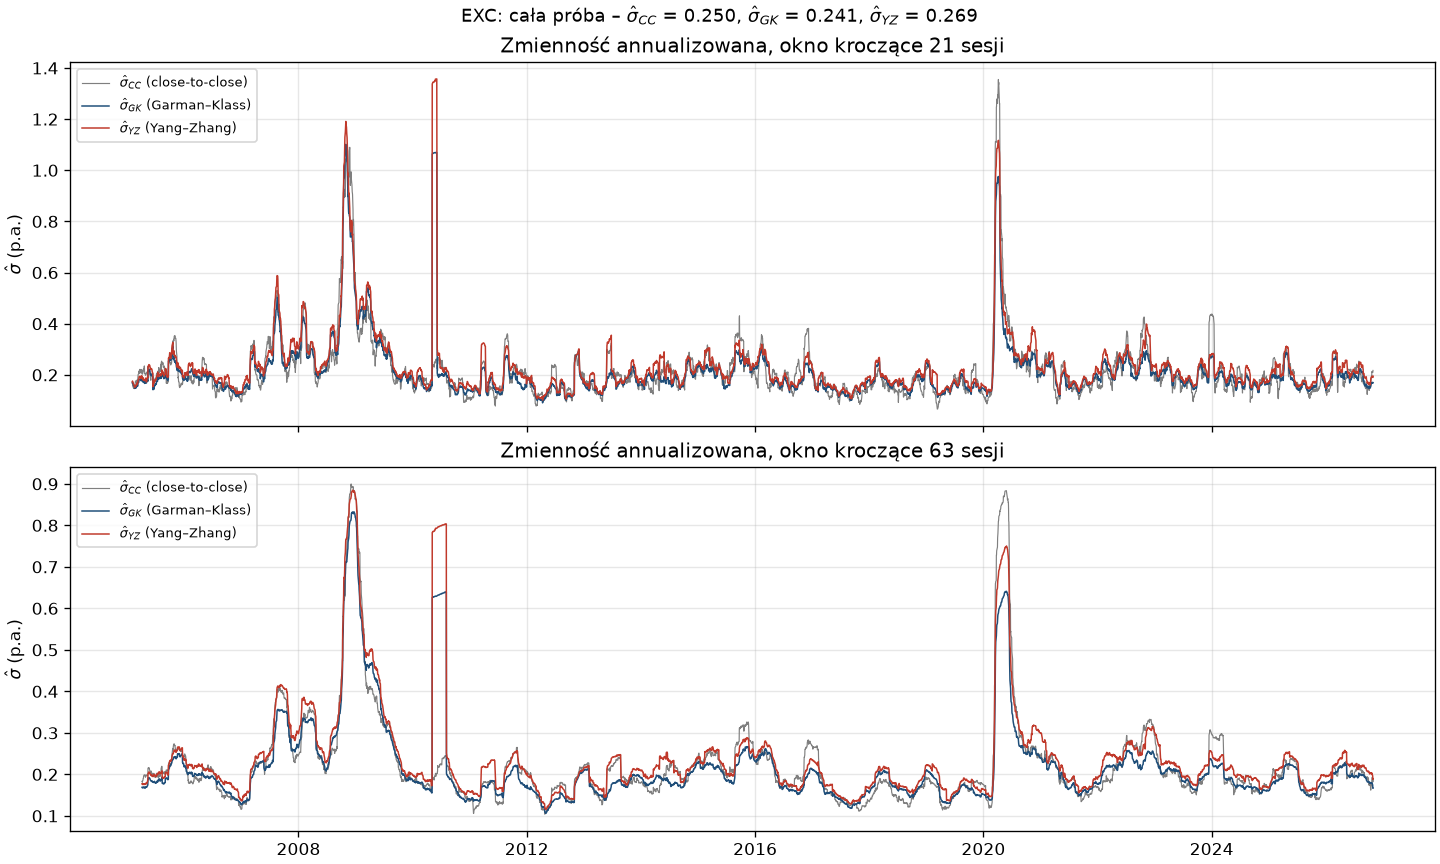 EXC: cała próba – σ̂CC = 0.250, σ̂GK = 0.241, σ̂YZ = 0.269
Zmienność annualizowana, okno kroczące 21 sesji
σ̂CC (close-to-close)
σ̂GK (Garman–Klass)
σ̂YZ (Yang–Zhang)
σ̂ (p.a.)
1.4
1.2
1.0
0.8
0.6
0.4
0.2
Zmienność annualizowana, okno kroczące 63 sesji
σ̂CC (close-to-close)
σ̂GK (Garman–Klass)
σ̂YZ (Yang–Zhang)
σ̂ (p.a.)
0.9
0.8
0.7
0.6
0.5
0.4
0.3
0.2
0.1
2008 2012 2016 2020 2024